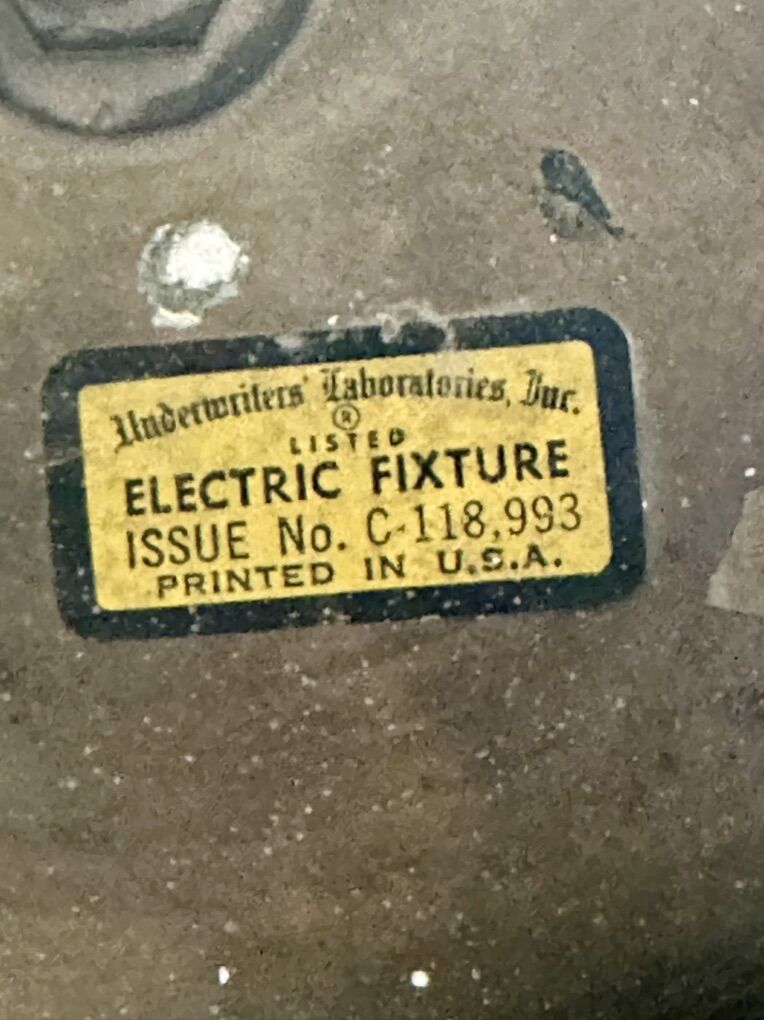 Underwriters' Laboratories, Inc.
®
LISTED
ELECTRIC FIXTURE
ISSUE No. C-118,993
PRINTED IN U.S.A.